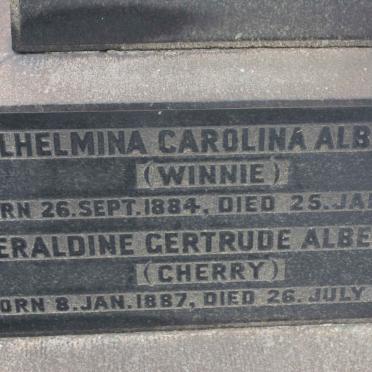 LHELMINA CAROLINA ALB
(WINNIE)
RN 26.SEPT.1884, DIED 25.JA
ERALDINE GERTRUDE ALBE
(CHERRY)
ORN 8.JAN.1887, DIED 26.JULY